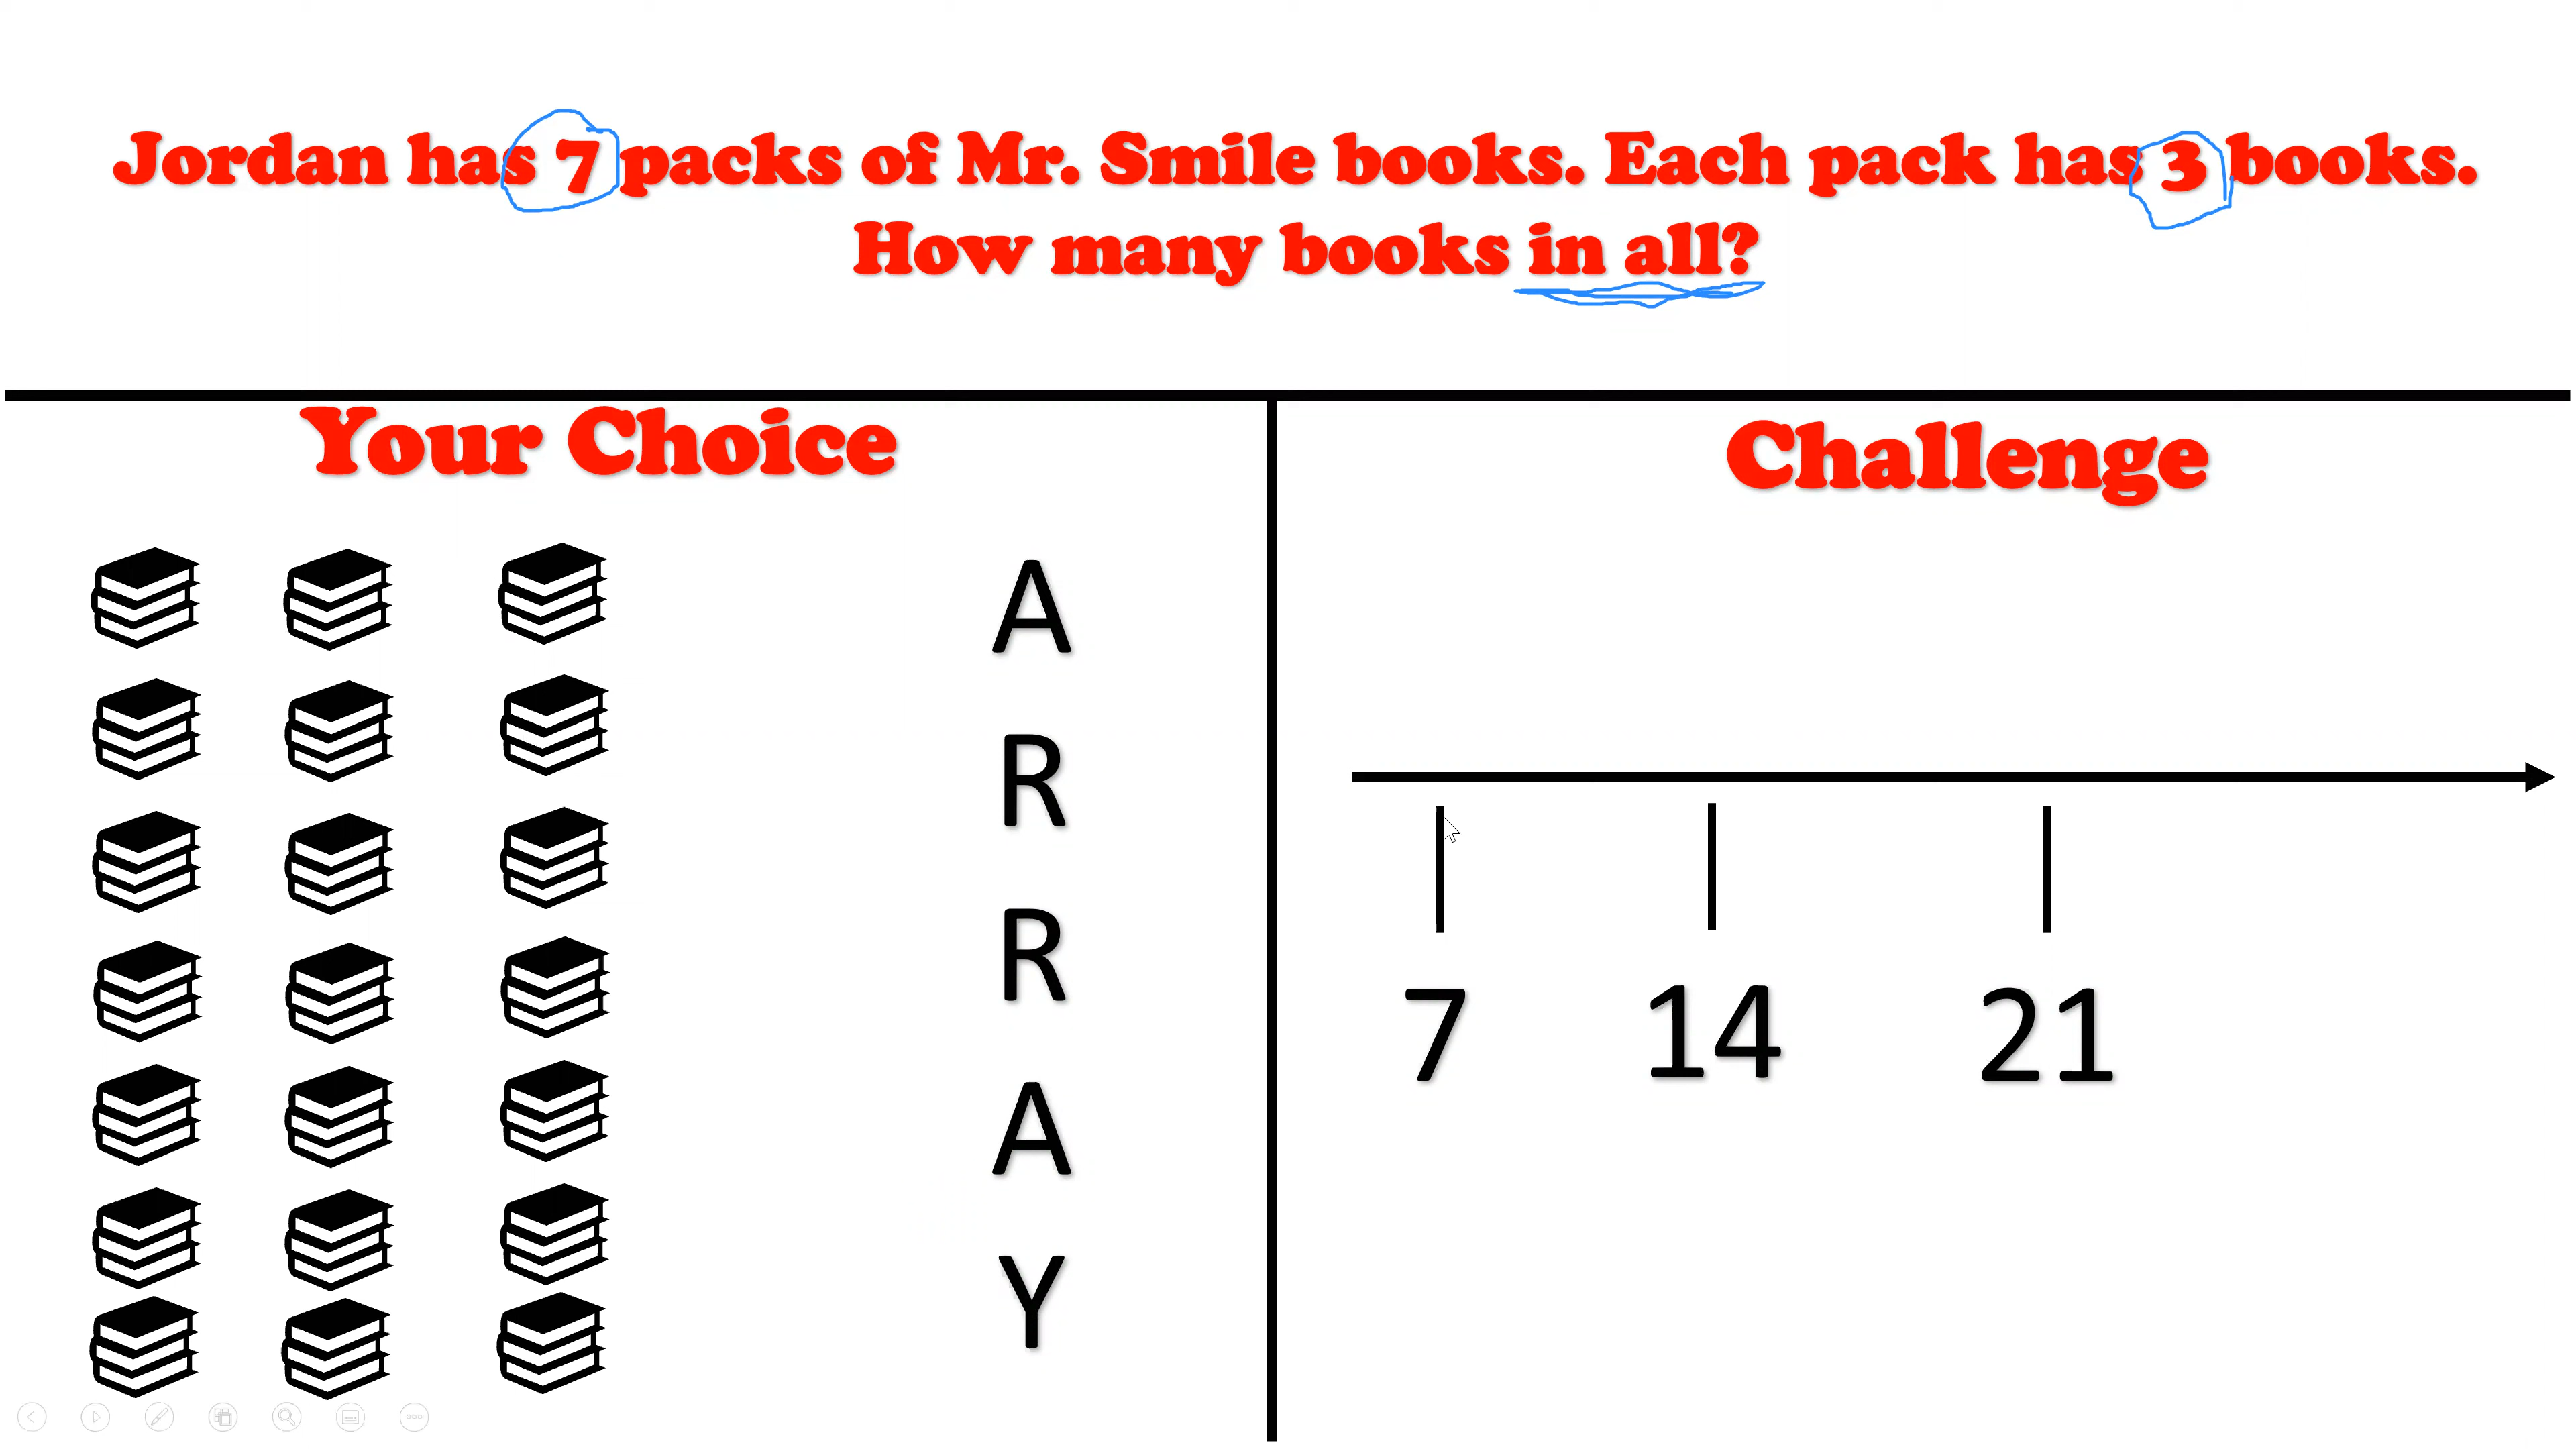 Jordan has 7 packs of Mr. Smile books. Each pack has 3 books.
How many books in all?
Your Choice
A
R
R
A
Y
Challenge
7 14 21